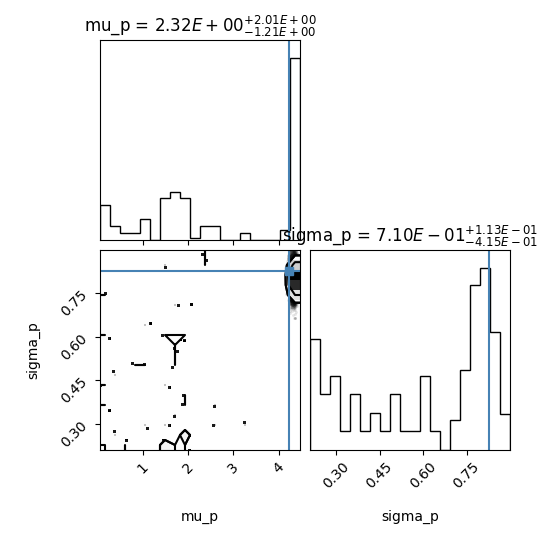 mu_p = 2.32E + 00+2.01E+00−1.21E+00
sigma_p = 7.10E − 01+1.13E−01−4.15E−01
sigma_p
0.75
0.60
0.45
0.30
1 2 3 4
0.30 0.45 0.60 0.75
mu_p
sigma_p